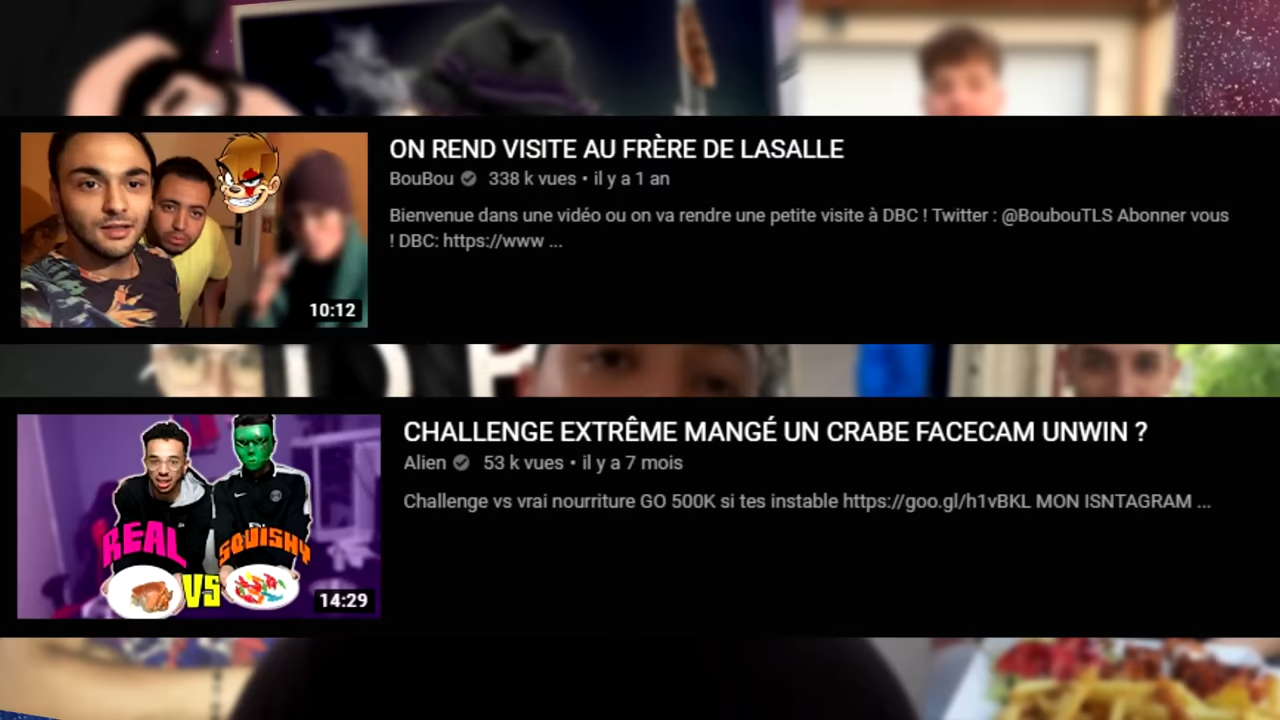 ON REND VISITE AU FRÈRE DE LASALLE
BouBou 338 k vues • il y a 1 an
Bienvenue dans une vidéo ou on va rendre une petite visite à DBC ! Twitter : @BoubouTLS Abonner vous
! DBC: https://www ...
10:12
CHALLENGE EXTRÊME MANGÉ UN CRABE FACECAM UNWIN ?
Alien 53 k vues • il y a 7 mois
Challenge vs vrai nourriture GO 500K si tes instable https://goo.gl/h1vBKL MON ISNTAGRAM ...
REAL
VS
SQUISHY
14:29